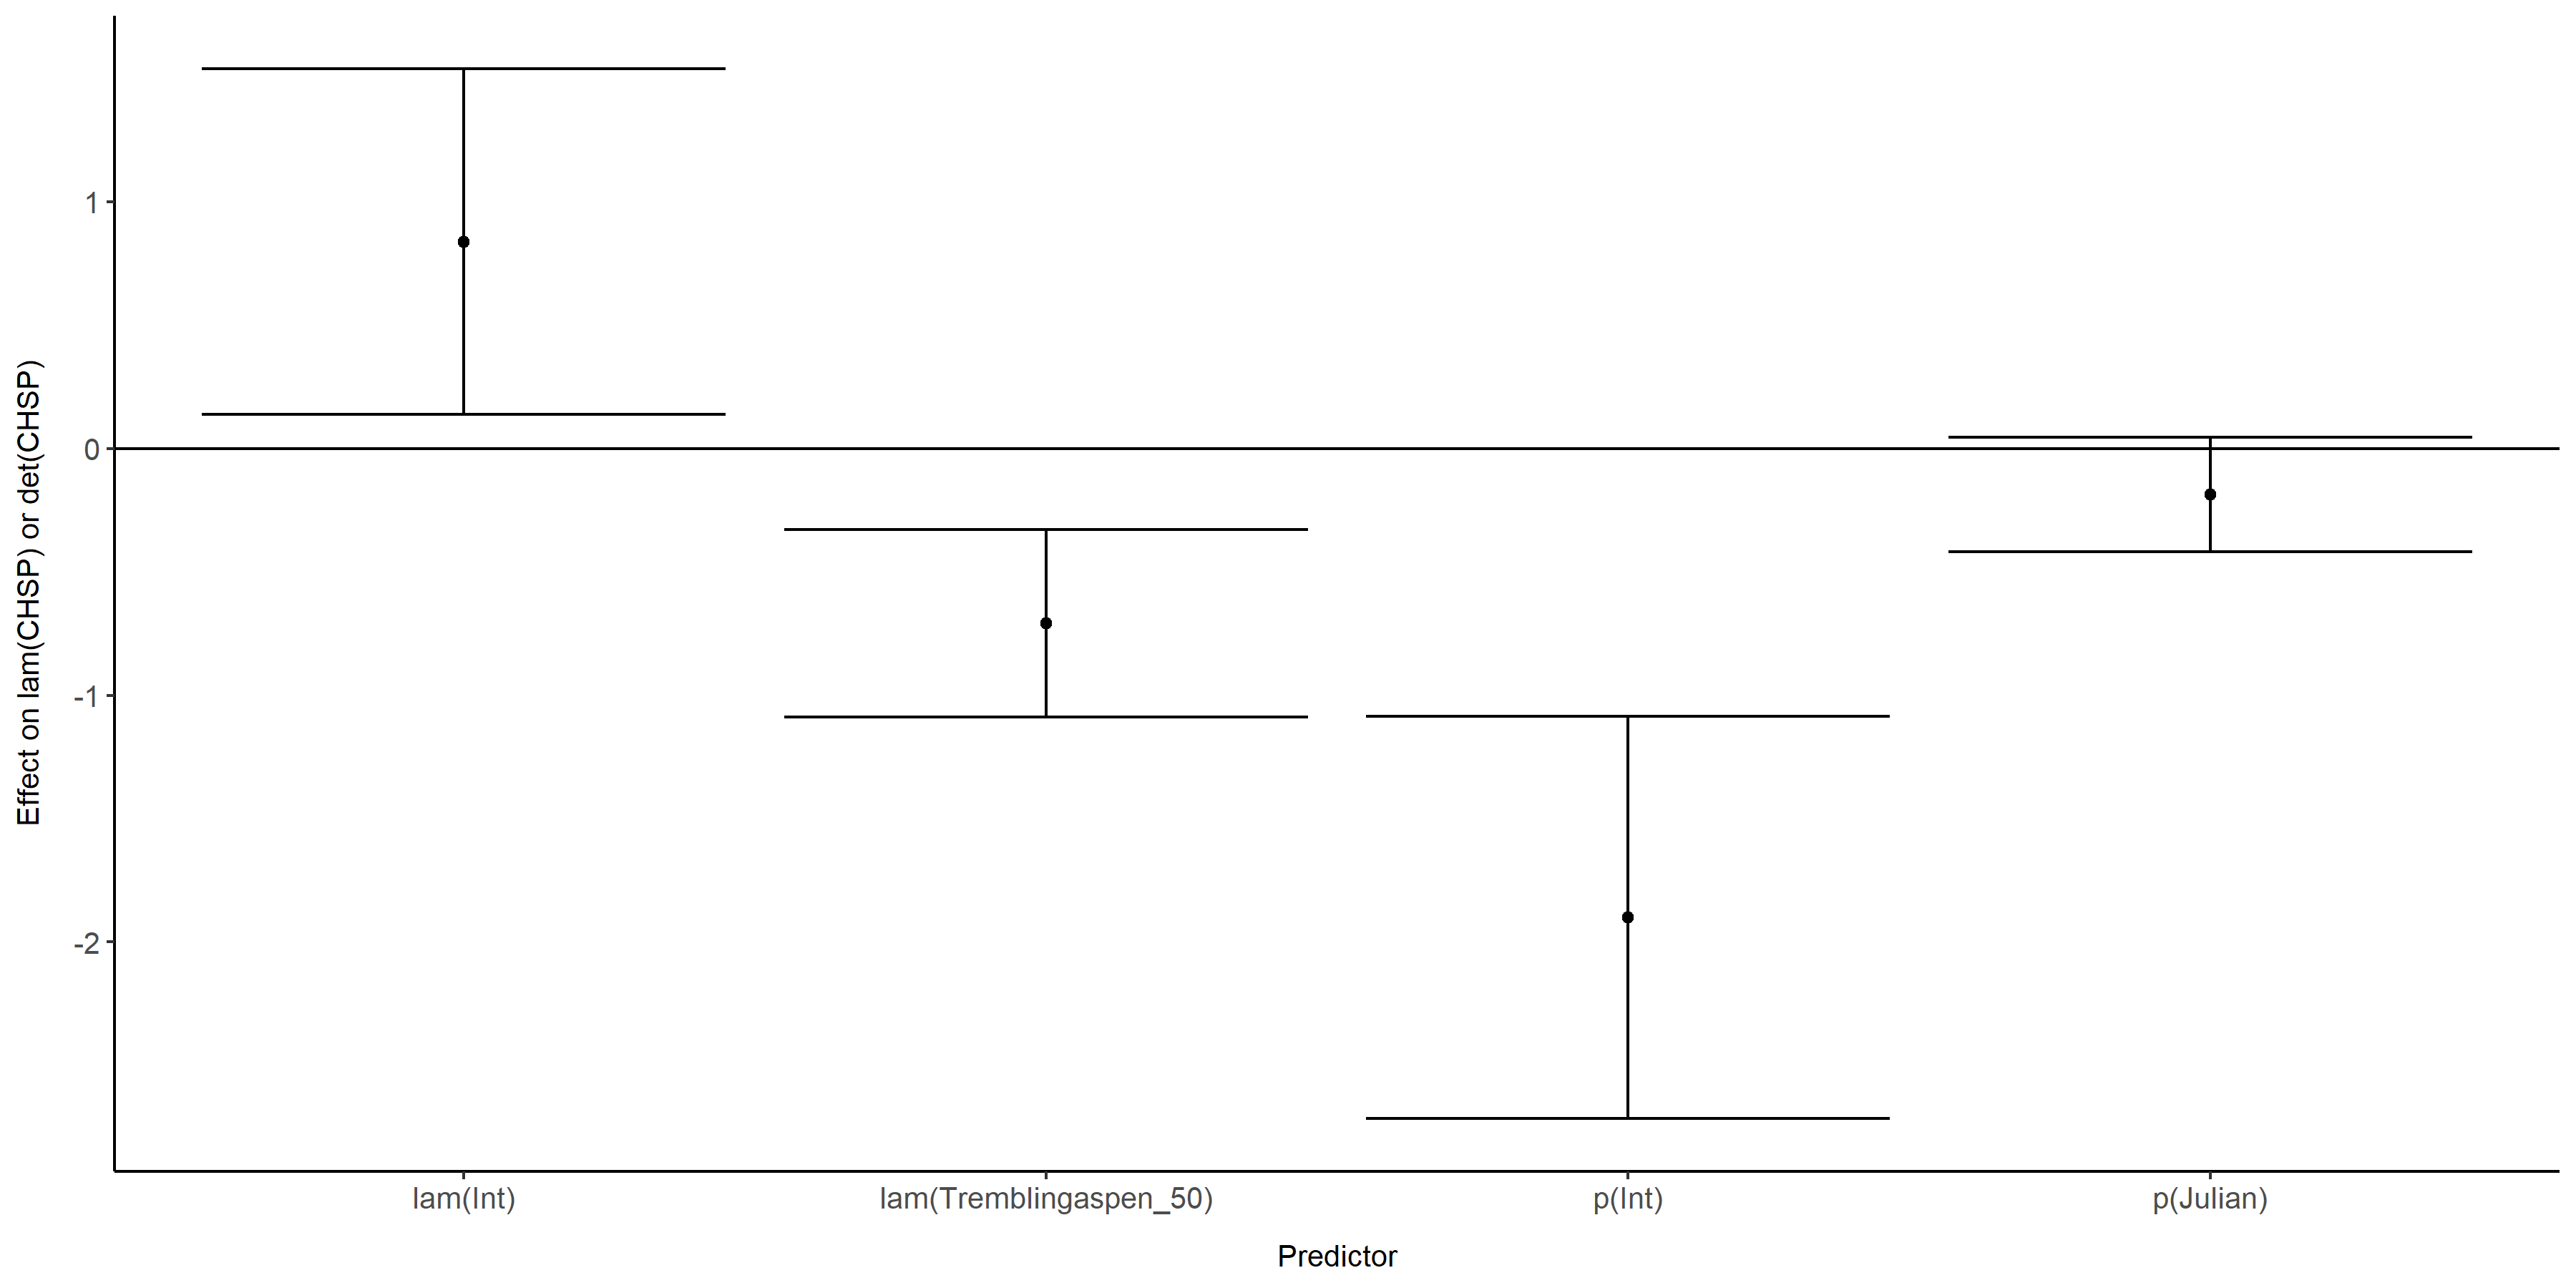 Effect on lam(CHSP) or det(CHSP)
1
0
-1
-2
lam(Int)
lam(Tremblingaspen_50)
p(Int)
p(Julian)
Predictor